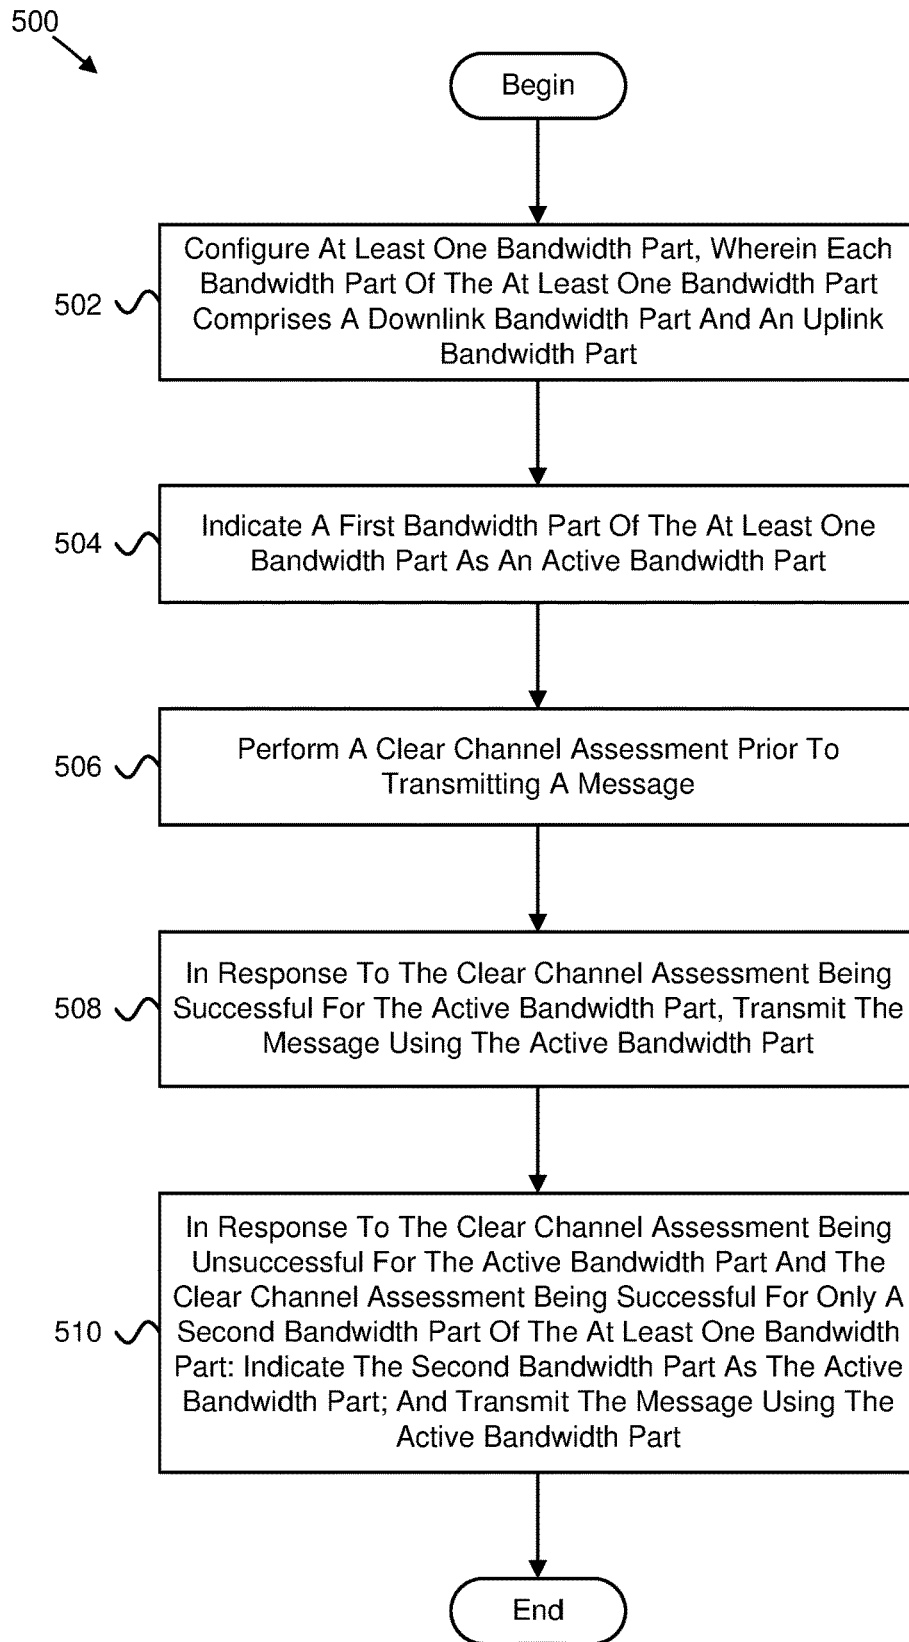 500
Begin
502
Configure At Least One Bandwidth Part, Wherein Each
Bandwidth Part Of The At Least One Bandwidth Part
Comprises A Downlink Bandwidth Part And An Uplink
Bandwidth Part
504
Indicate A First Bandwidth Part Of The At Least One
Bandwidth Part As An Active Bandwidth Part
506
Perform A Clear Channel Assessment Prior To
Transmitting A Message
508
In Response To The Clear Channel Assessment Being
Successful For The Active Bandwidth Part, Transmit The
Message Using The Active Bandwidth Part
510
In Response To The Clear Channel Assessment Being
Unsuccessful For The Active Bandwidth Part And The
Clear Channel Assessment Being Successful For Only A
Second Bandwidth Part Of The At Least One Bandwidth
Part: Indicate The Second Bandwidth Part As The Active
Bandwidth Part; And Transmit The Message Using The
Active Bandwidth Part
End